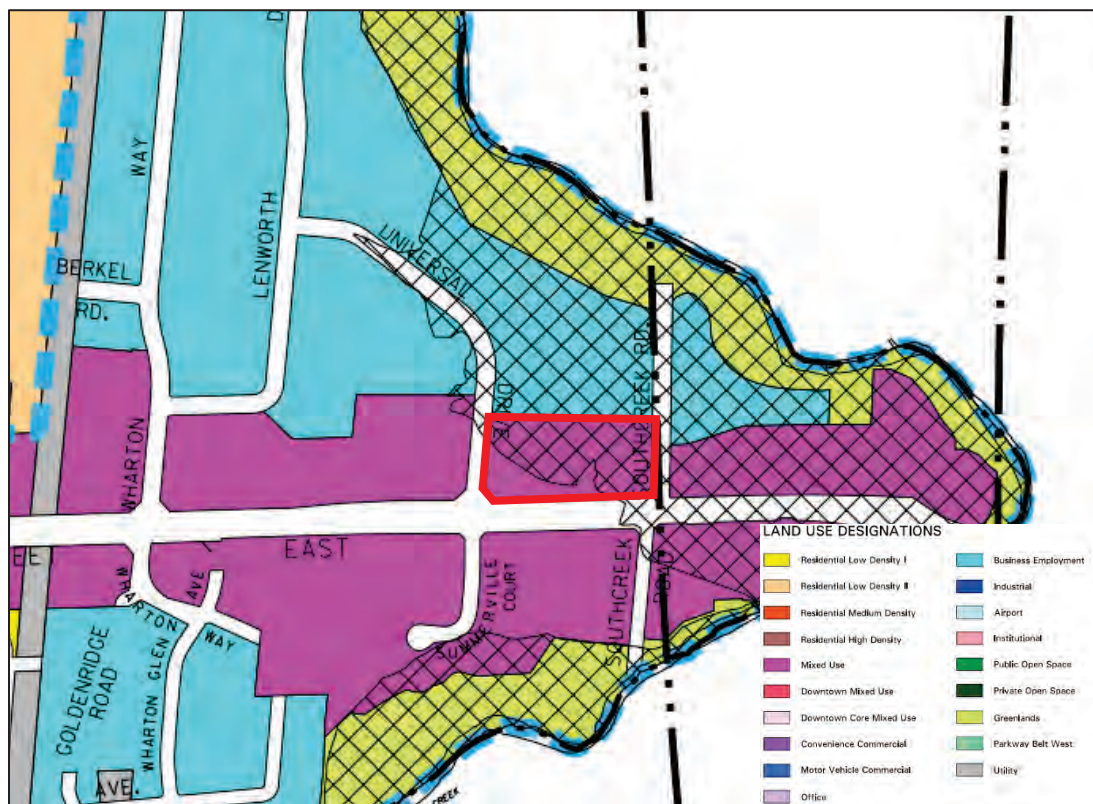 D
WAY
LENWORTH
UNIVERSAL
DRIVE
BERKEL
RD.
WHARTON
SOUTHCREEK RD.
EE
EAST
WHARTON
WAY
AVE
SUMMERVILLE
COURT
SOUTHCREEK
ROAD
GOLDENRIDGE
ROAD
WHARTON GLEN
AVE.
CREEK
LAND USE DESIGNATIONS
Residential Low Density I
Residential Low Density II
Residential Medium Density
Residential High Density
Mixed Use
Downtown Mixed Use
Downtown Core Mixed Use
Convenience Commercial
Motor Vehicle Commercial
Office
Business Employment
Industrial
Airport
Institutional
Public Open Space
Private Open Space
Greenlands
Parkway Belt West
Utility